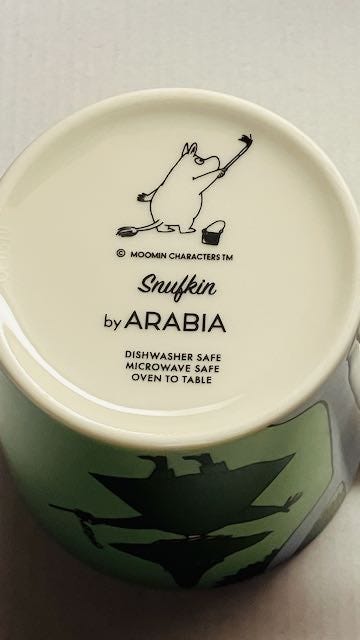 © MOOMIN CHARACTERS TM
Snufkin
by ARABIA
DISHWASHER SAFE
MICROWAVE SAFE
OVEN TO TABLE